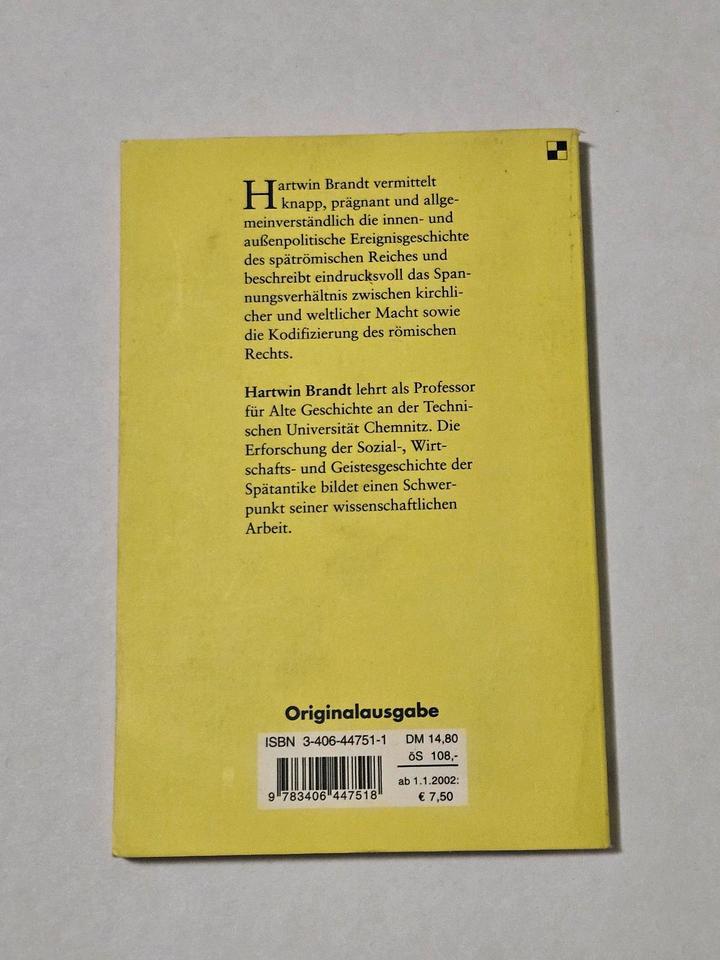 Hartwin Brandt vermittelt
knapp, prägnant und allge-
meinverständlich die innen- und
außenpolitische Ereignisgeschichte
des spätrömischen Reiches und
beschreibt eindrucksvoll das Span-
nungsverhältnis zwischen kirchli-
cher und weltlicher Macht sowie
die Kodifizierung des römischen
Rechts.
Hartwin Brandt lehrt als Professor
für Alte Geschichte an der Techni-
schen Universität Chemnitz. Die
Erforschung der Sozial-, Wirt-
schafts- und Geistesgeschichte der
Spätantike bildet einen Schwer-
punkt seiner wissenschaftlichen
Arbeit.
Originalausgabe
ISBN 3-406-44751-1
9 783406 447518
DM 14,80
öS 108,-
ab 1.1.2002:
€ 7,50